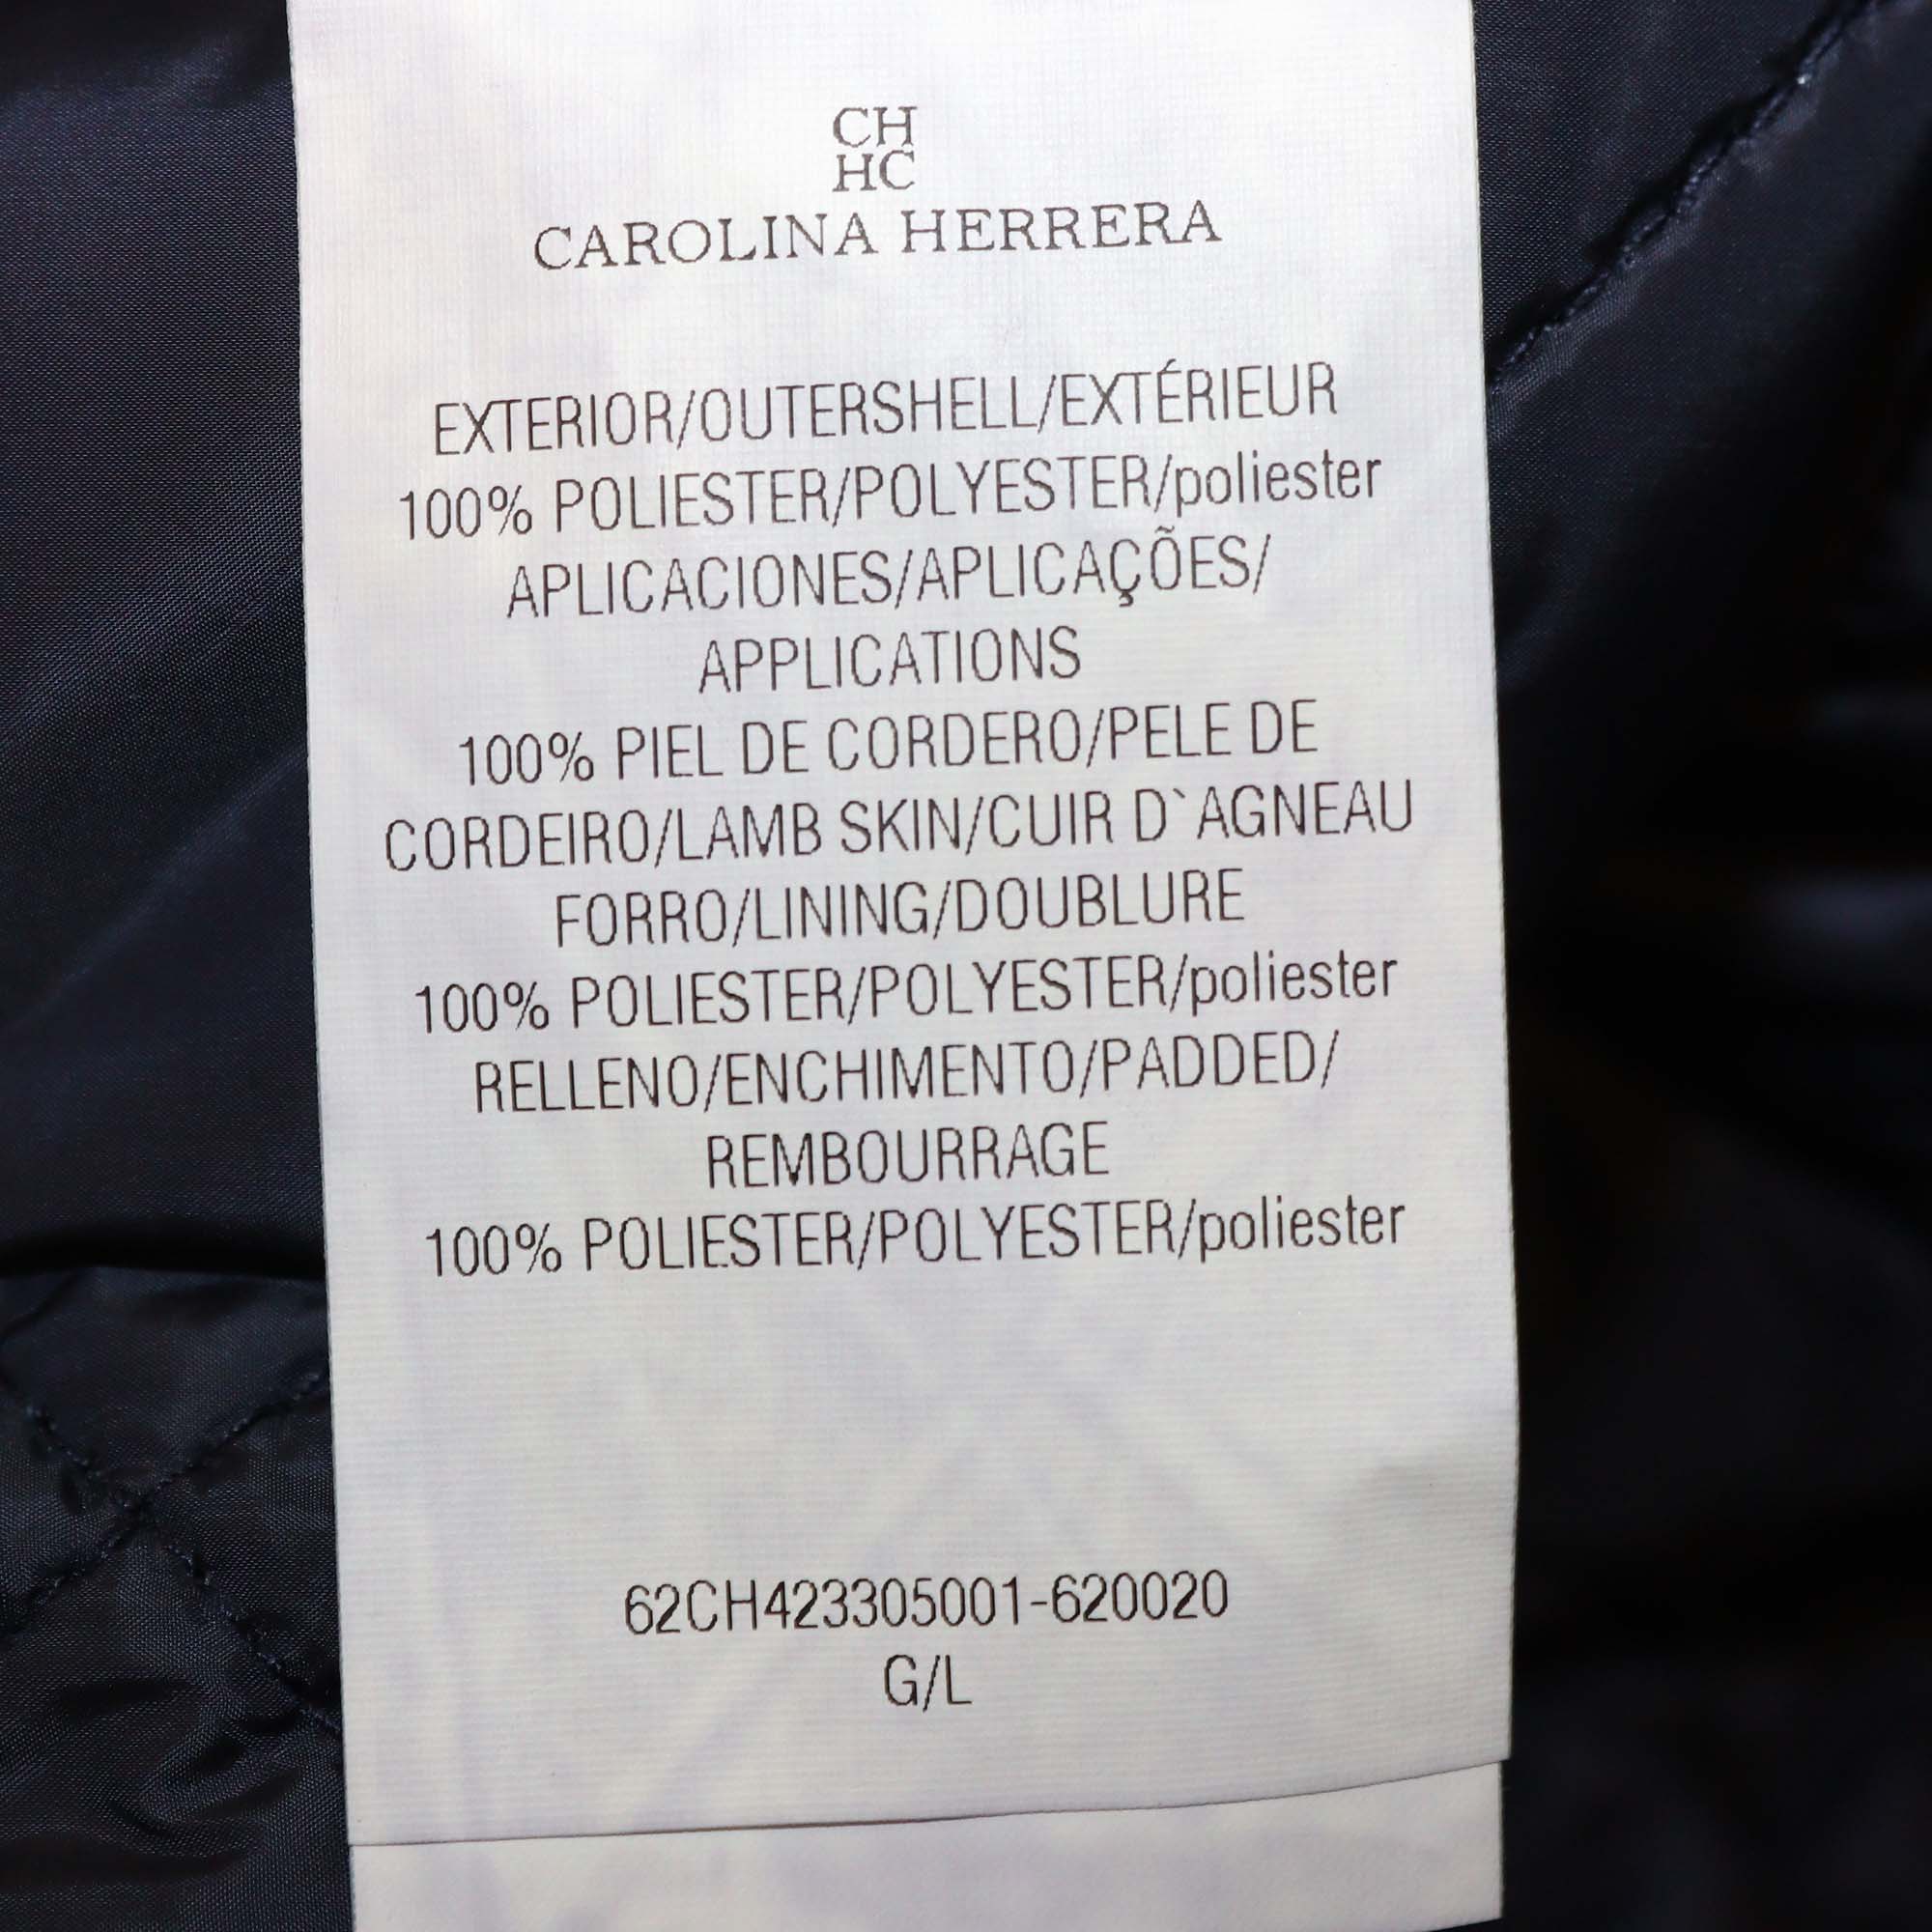 CH
HC
CAROLINA HERRERA
EXTERIOR/OUTERSHELL/EXTÉRIEUR
100% POLIESTER/POLYESTER/poliester
APLICACIONES/APLICAÇÕES/
APPLICATIONS
100% PIEL DE CORDERO/PELE DE
CORDEIRO/LAMB SKIN/CUIR D`AGNEAU
FORRO/LINING/DOUBLURE
100% POLIESTER/POLYESTER/poliester
RELLENO/ENCHIMENTO/PADDED/
REMBOURRAGE
100% POLIESTER/POLYESTER/poliester
62CH423305001-620020
G/L